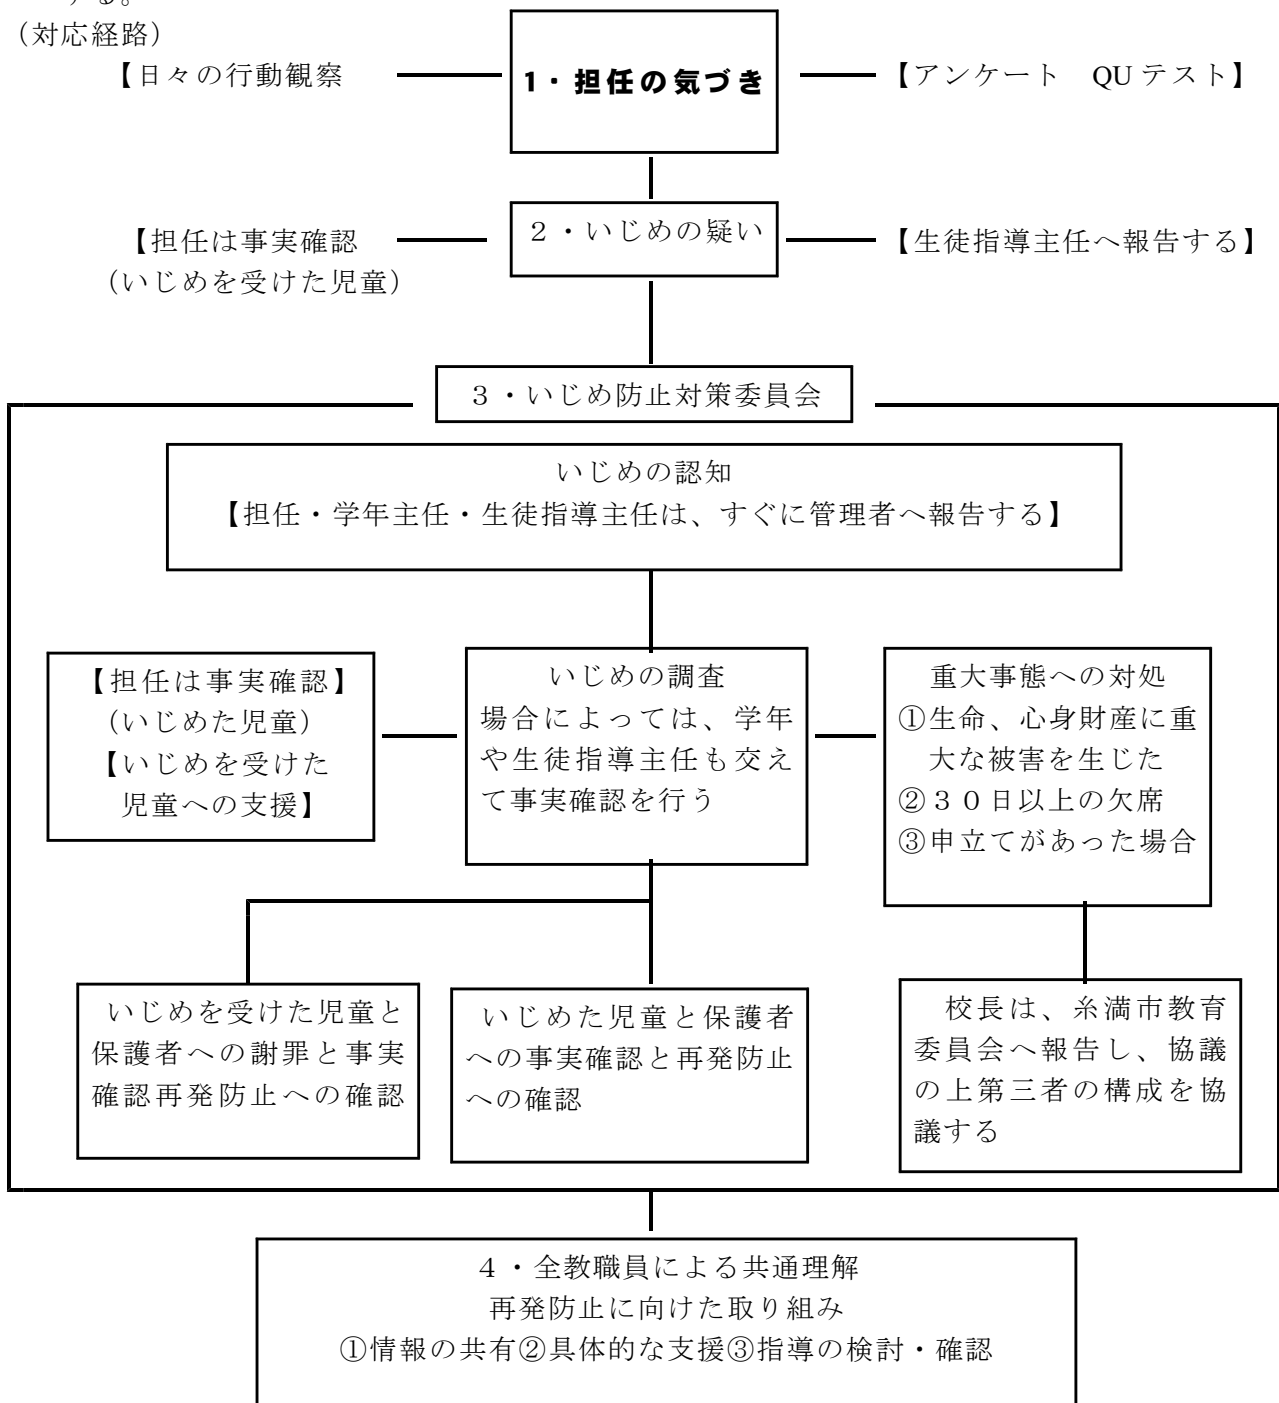 する。
（対応経路）
【日々の行動観察
１・担任の気づき
【アンケート　QU テスト】
２・いじめの疑い
【担任は事実確認
（いじめを受けた児童）
【生徒指導主任へ報告する】
３・いじめ防止対策委員会
いじめの認知
【担任・学年主任・生徒指導主任は、すぐに管理者へ報告する】
【担任は事実確認】
（いじめた児童）
【いじめを受けた
児童への支援】
いじめの調査
場合によっては、学年
や生徒指導主任も交え
て事実確認を行う
重大事態への対処
①生命、心身財産に重
大な被害を生じた
②３０日以上の欠席
③申立てがあった場合
いじめを受けた児童と
保護者への謝罪と事実
確認再発防止への確認
いじめた児童と保護者
への事実確認と再発防止
への確認
校長は、糸満市教育
委員会へ報告し、協議
の上第三者の構成を協
議する
４・全教職員による共通理解
再発防止に向けた取り組み
①情報の共有②具体的な支援③指導の検討・確認